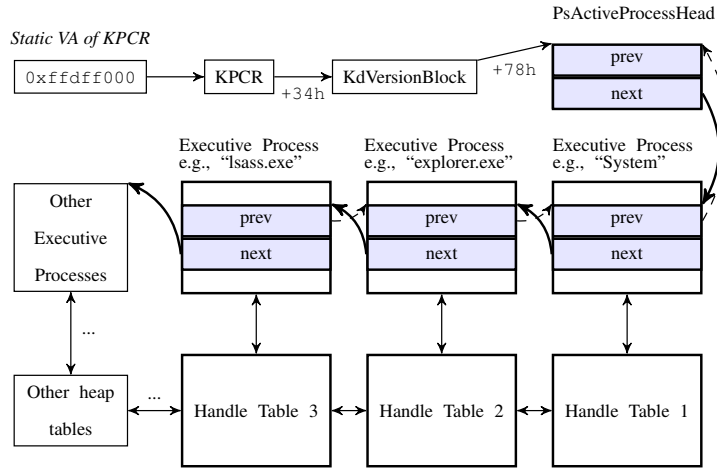 PsActiveProcessHead
Static VA of KPCR
0xffdff000
KPCR
KdVersionBlock
+34h
+78h
prev
next
Executive Process
e.g., “lsass.exe”
Executive Process
e.g., “explorer.exe”
Executive Process
e.g., “System”
Other
Executive
Processes
prev
next
prev
next
prev
next
...
Other heap
tables
...
Handle Table 3
Handle Table 2
Handle Table 1